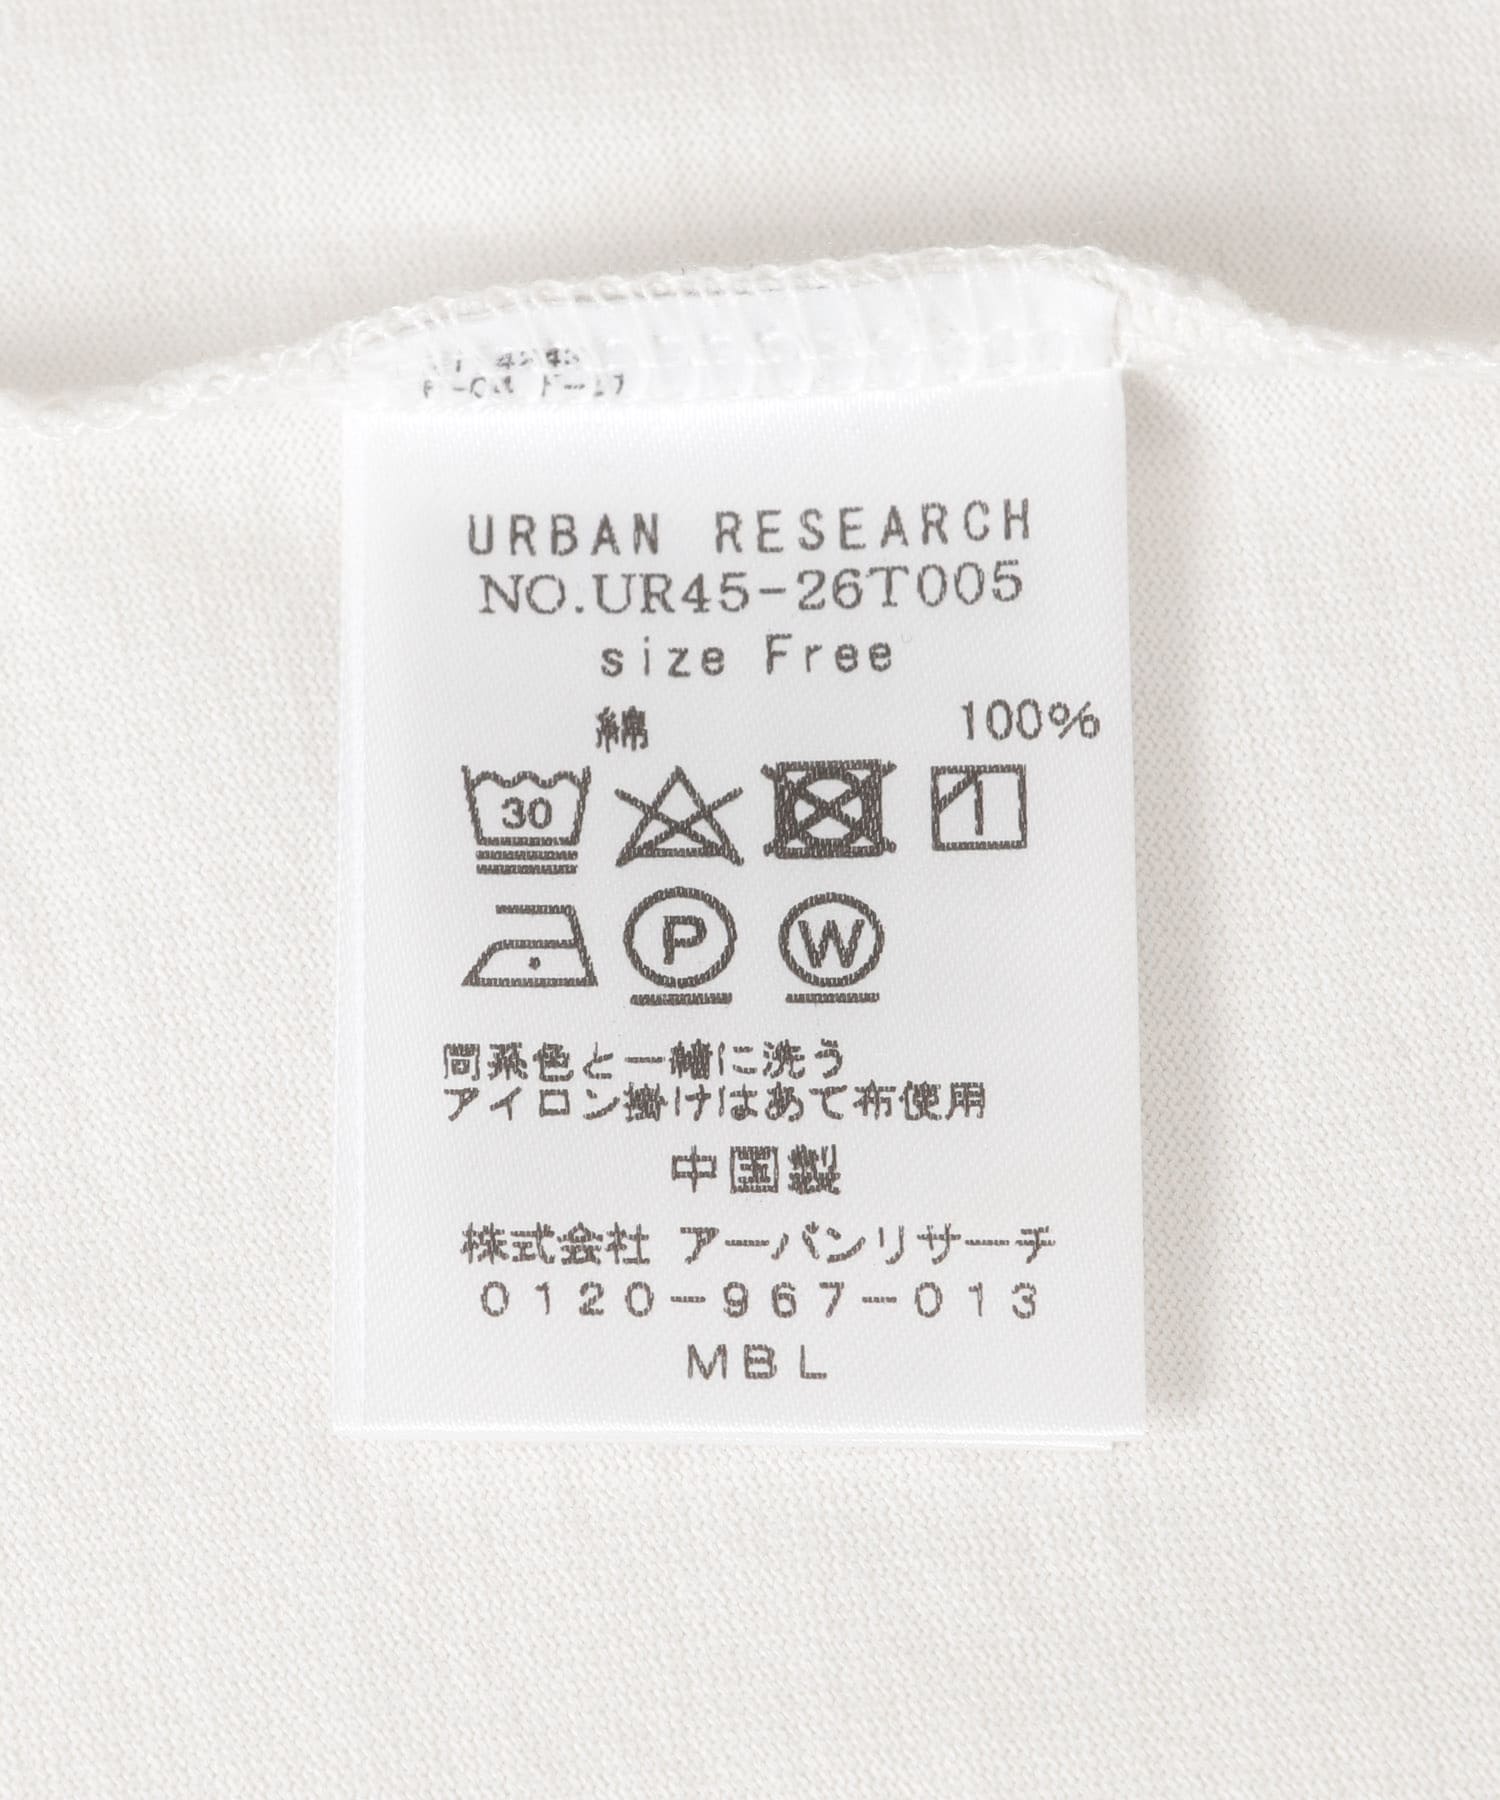 URBAN RESEARCH
NO.UR45-26T005
size Free
綿 100%
30
P W
同系色と一緒に洗う
アイロン掛けはあて布使用
中国製
株式会社 アーバンリサーチ
0120-967-013
MBL